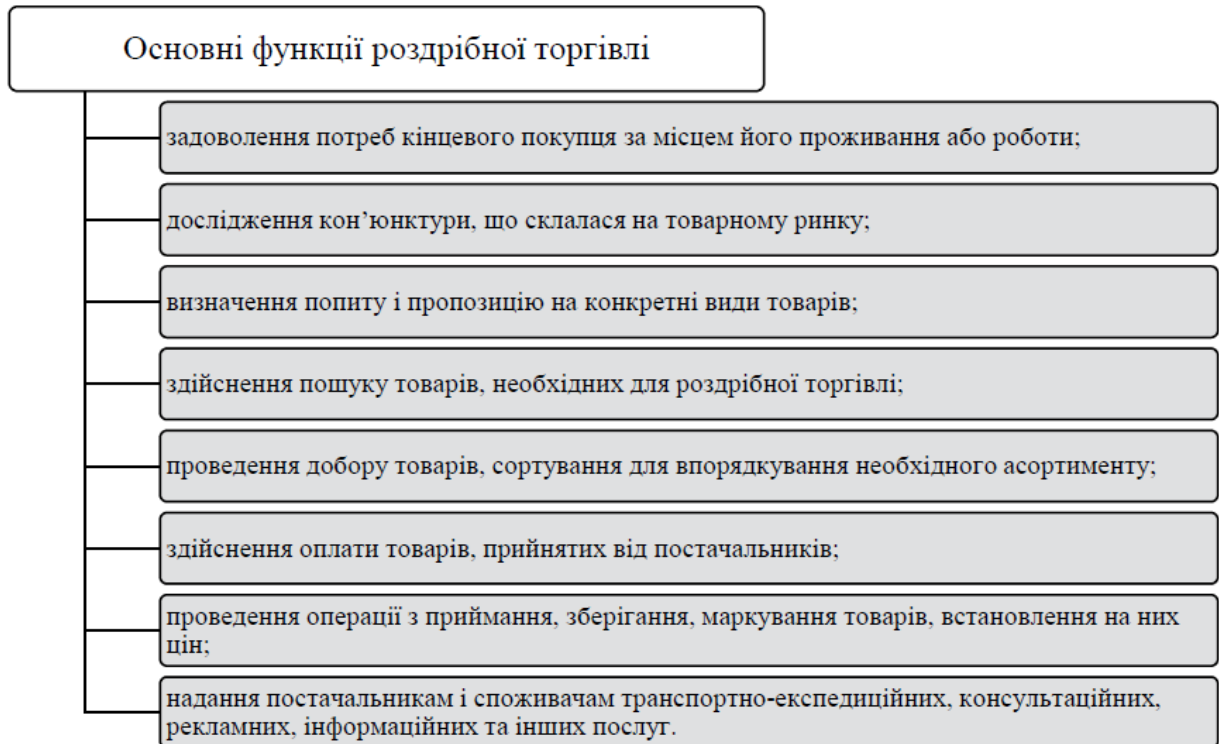 Основні функції роздрібної торгівлі
задоволення потреб кінцевого покупця за місцем його проживання або роботи;
дослідження кон’юнктури, що склалася на товарному ринку;
визначення попиту і пропозицію на конкретні види товарів;
здійснення пошуку товарів, необхідних для роздрібної торгівлі;
проведення добору товарів, сортування для впорядкування необхідного асортименту;
здійснення оплати товарів, прийнятих від постачальників;
проведення операції з приймання, зберігання, маркування товарів, встановлення на них
цін;
надання постачальникам і споживачам транспортно-експедиційних, консультаційних,
рекламних, інформаційних та інших послуг.